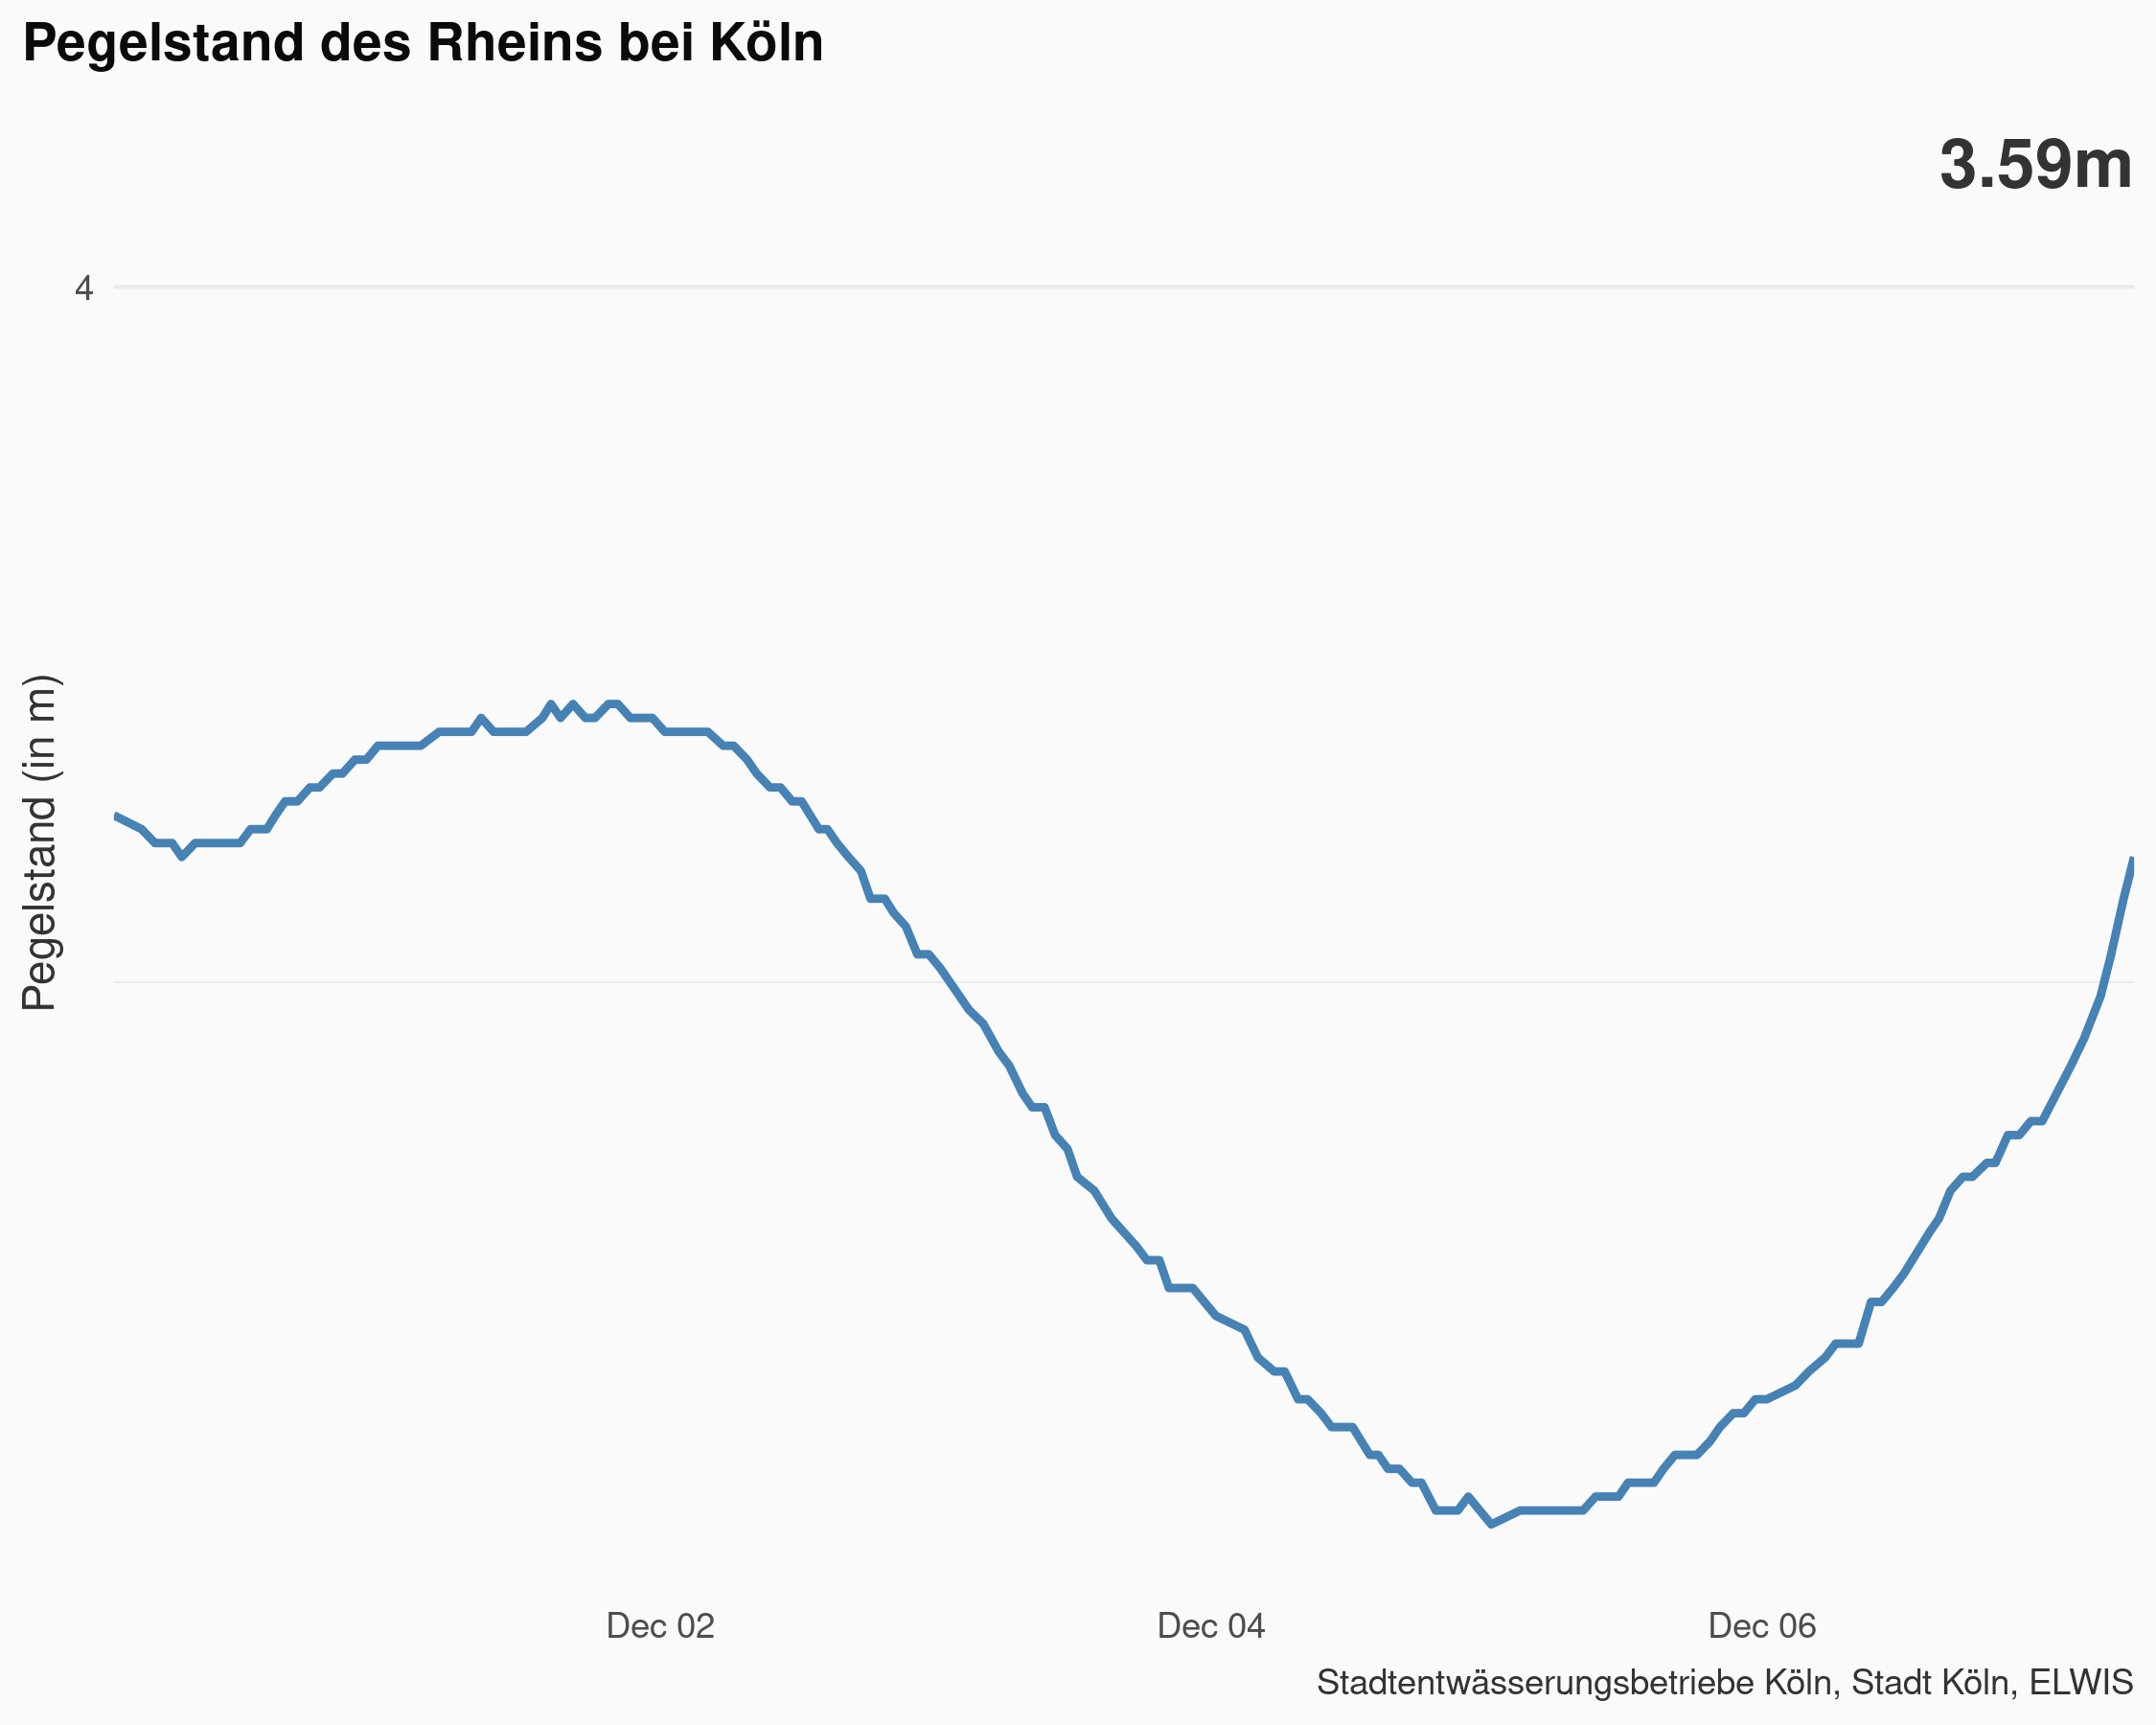 Pegelstand des Rheins bei Köln
3.59m
4
Pegelstand (in m)
Dec 02
Dec 04
Dec 06
Stadtentwässerungsbetriebe Köln, Stadt Köln, ELWIS